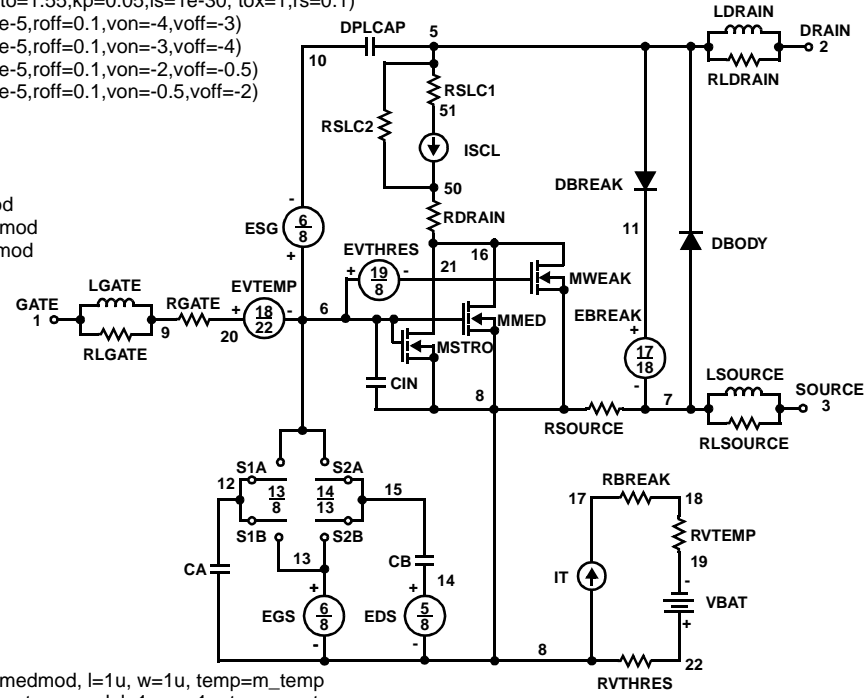 to=1.55,kp=0.05,is=1e-30, tox=1,rs=0.1)
e-5,roff=0.1,von=-4,voff=-3)
e-5,roff=0.1,von=-3,voff=-4)
e-5,roff=0.1,von=-2,voff=-0.5)
e-5,roff=0.1,von=-0.5,voff=-2)
mod
mod
LDRAIN
DPLCAP 5 DRAIN
2
10
RLDRAIN
RSLC1
51
RSLC2
ISCL
50
DBREAK
RDRAIN
-
ESG 6/8
+
11
DBODY
EVTHRES
+ 19/8 -
21 16
MWEAK
LGATE
EVTEMP
GATE
1
RGATE
+ 18/22 -
6
MMED
EBREAK
+
9 20
RLGATE
MSTRO
17/18
-
LSOURCE
CIN
8 7
SOURCE
3
RSOURCE
RLSOURCE
S1A S2A
12 13/8 14/13 15
S1B S2B
13
RBREAK
17 18
RVTEMP
CA
CB
14
IT
19
-
VBAT
+
+
EGS 6/8
-
+
EDS 5/8
-
8 22
RVTHRES
medmod, l=1u, w=1u, temp=m_temp